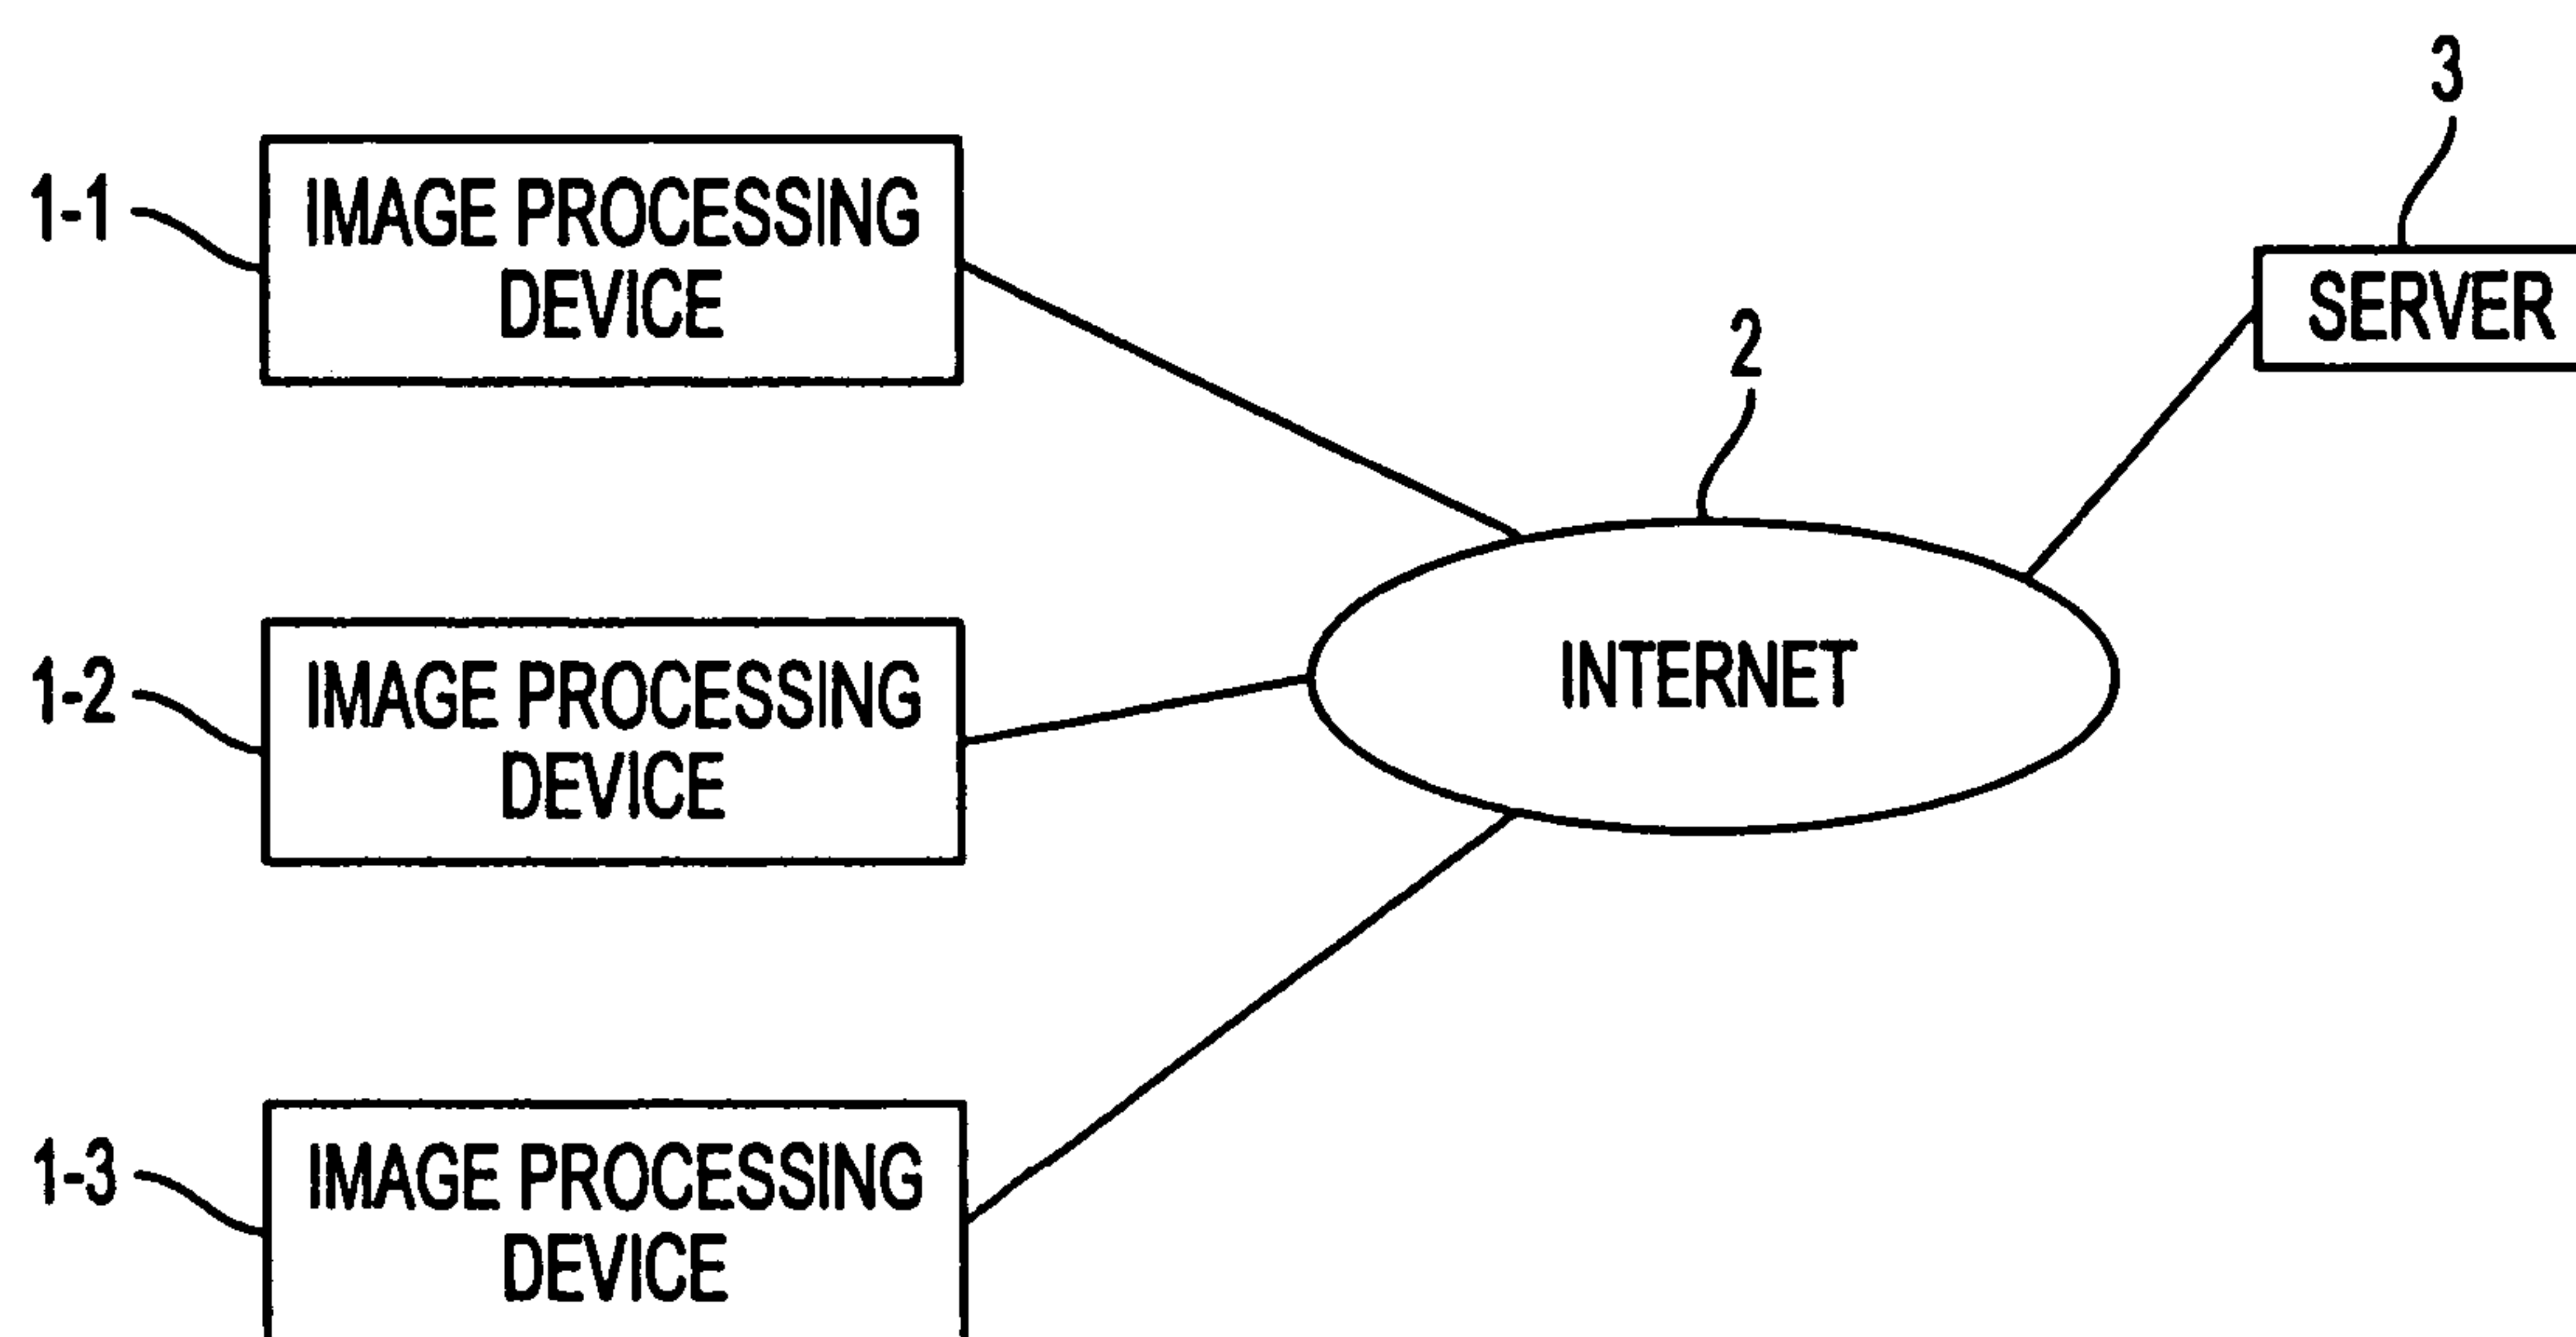 3
1-1
IMAGE PROCESSING
DEVICE
SERVER
2
1-2
IMAGE PROCESSING
DEVICE
INTERNET
1-3
IMAGE PROCESSING
DEVICE